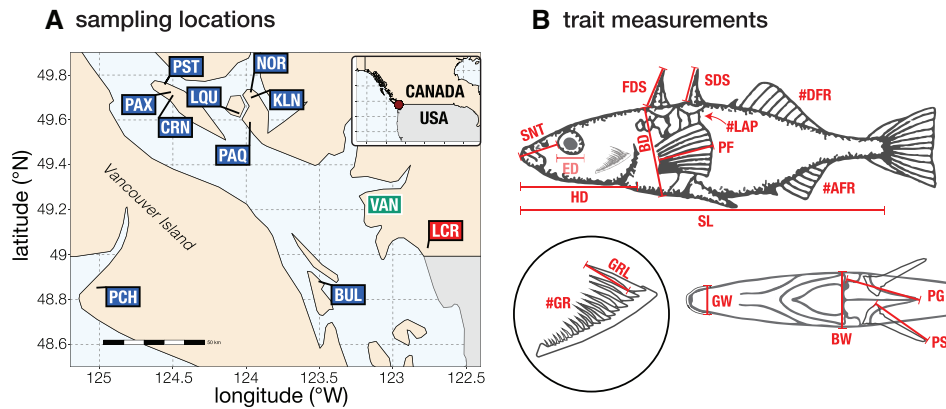 A sampling locations
B trait measurements
latitude (°N)
49.8
49.6
49.4
49.2
49
48.8
48.6
PST
NOR
PAX
LQU
KLN
CRN
PAQ
CANADA
USA
Vancouver Island
VAN
LCR
PCH
BUL
50 km
125
124.5
124
123.5
123
122.5
longitude (°W)
FDS
SDS
#DFR
#LAP
SNT
BD
PF
ED
#AFR
HD
SL
GRL
#GR
GW
PG
BW
PS